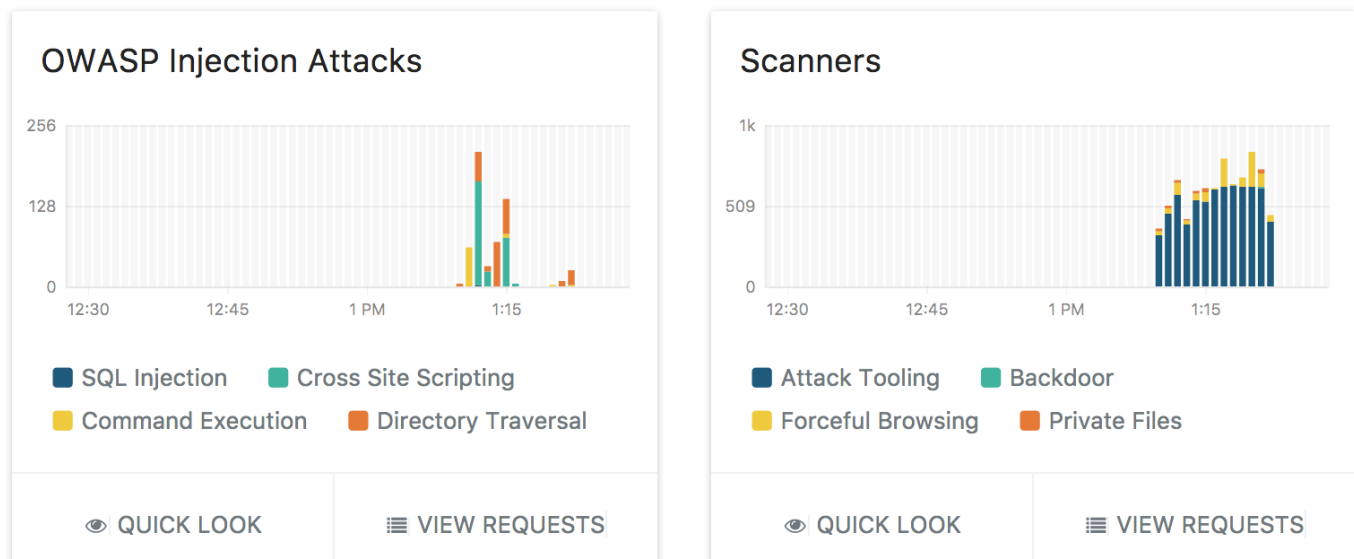 OWASP Injection Attacks
256
128
0
12:30 12:45 1 PM 1:15
SQL Injection Cross Site Scripting
Command Execution Directory Traversal
QUICK LOOK VIEW REQUESTS
Scanners
1k
509
0
12:30 12:45 1 PM 1:15
Attack Tooling Backdoor
Forceful Browsing Private Files
QUICK LOOK VIEW REQUESTS